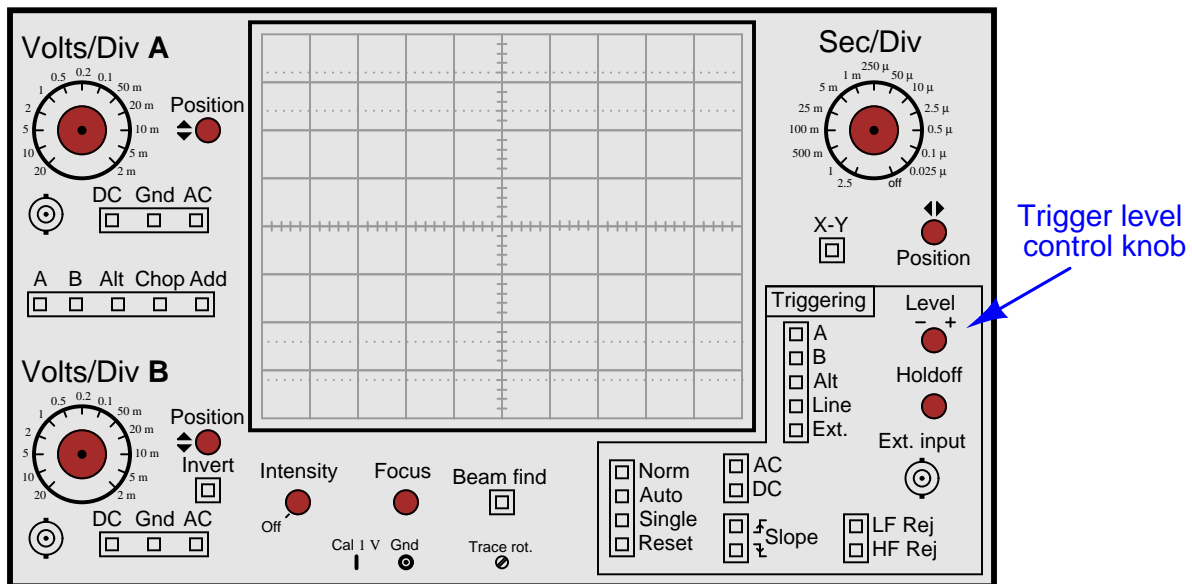 Volts/Div A
0.5 0.2 0.1
1 50 m
2 20 m
5 10 m
10 5 m
20 2 m
Position
DC Gnd AC
A B Alt Chop Add
Volts/Div B
0.5 0.2 0.1
1 50 m
2 20 m
5 10 m
10 5 m
20 2 m
Position
Invert
DC Gnd AC
Intensity
Off
Focus
Beam find
Cal 1 V Gnd
Trace rot.
Sec/Div
250 µ
1 m 50 µ
5 m 10 µ
25 m 2.5 µ
100 m 0.5 µ
500 m 0.1 µ
1 0.025 µ
2.5 off
X-Y
Position
Triggering
A
B
Alt
Line
Ext.
Level
− +
Holdoff
Ext. input
Norm
Auto
Single
Reset
AC
DC
Slope
LF Rej
HF Rej
Trigger level
control knob